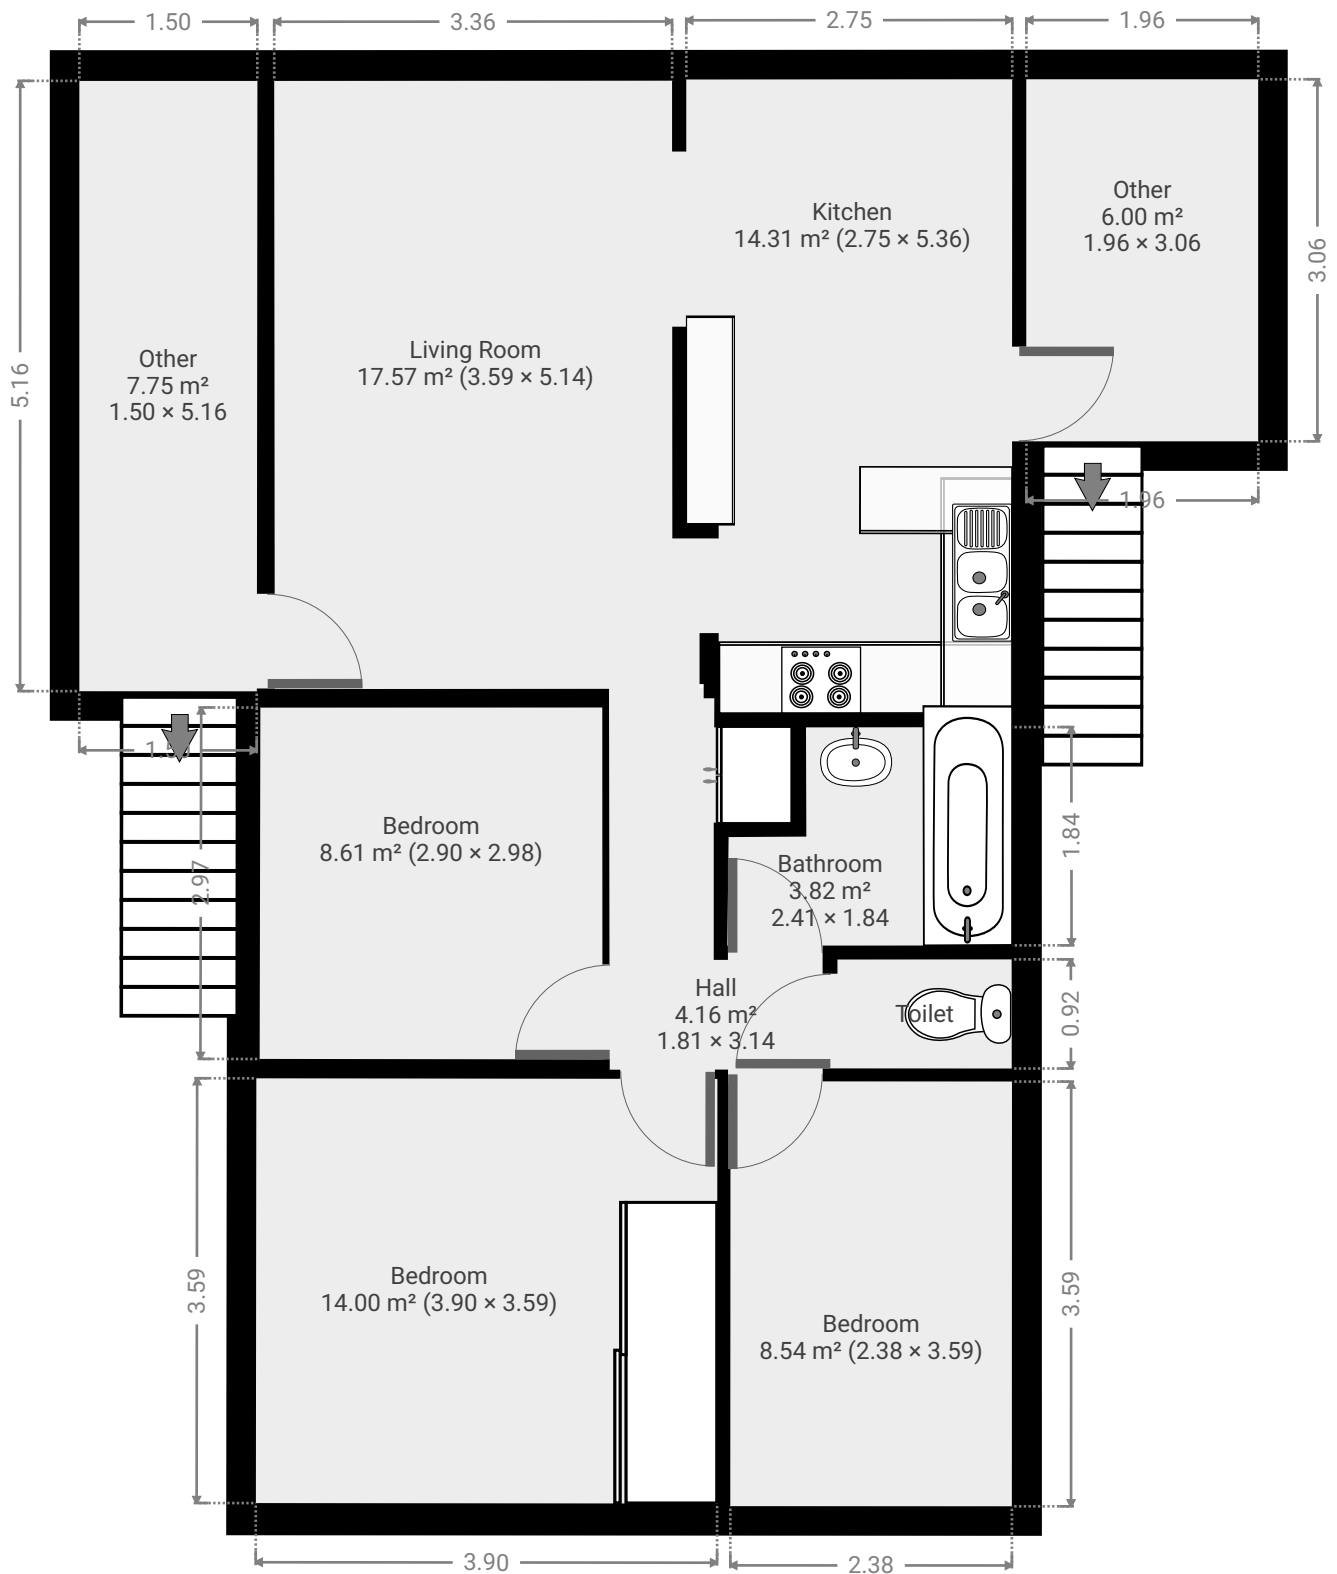 1.50
3.36
2.75
1.96
Other
6.00 m²
1.96 × 3.06
Kitchen
14.31 m² (2.75 × 5.36)
3.06
Living Room
17.57 m² (3.59 × 5.14)
Other
7.75 m²
1.50 × 5.16
5.16
1.96
1.50
Bedroom
8.61 m² (2.90 × 2.98)
2.97
1.84
Bathroom
3.82 m²
2.41 × 1.84
Hall
4.16 m²
1.81 × 3.14
Toilet
0.92
Bedroom
14.00 m² (3.90 × 3.59)
3.59
Bedroom
8.54 m² (2.38 × 3.59)
3.59
3.90
2.38